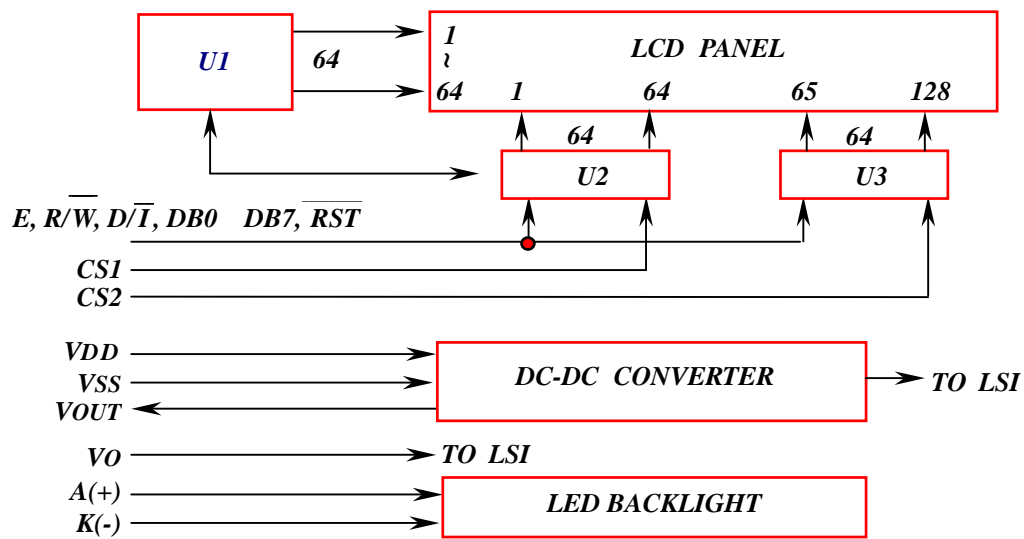 U1
64
1
~
64
LCD PANEL
1 64 65 128
64 64
U2 U3
E, R/W̅, D/I̅, DB0 DB7, R̅S̅T̅
CS1
CS2
VDD
VSS
VOUT
DC-DC CONVERTER
TO LSI
VO
TO LSI
A(+)
K(-)
LED BACKLIGHT